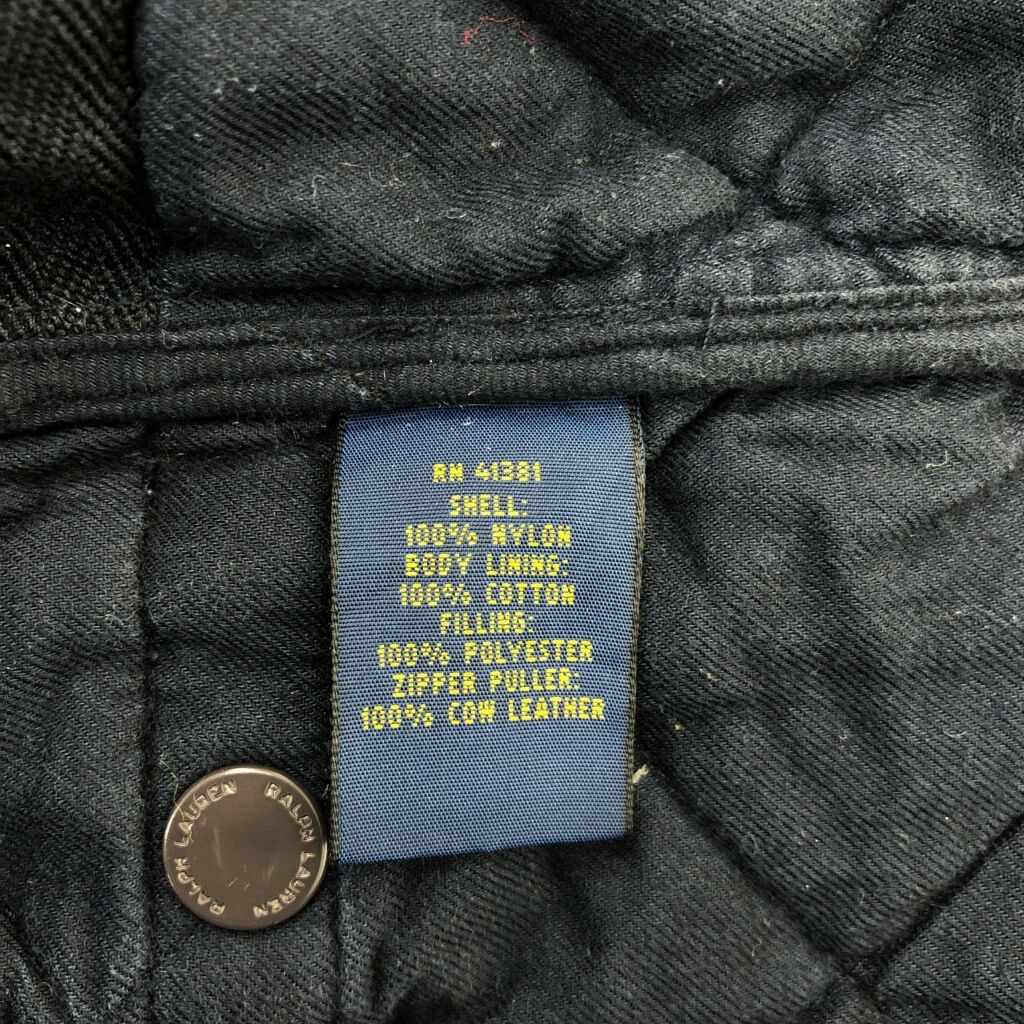 RN 41381
SHELL:
100% NYLON
BODY LINING:
100% COTTON
FILLING:
100% POLYESTER
ZIPPER PULLER:
100% COW LEATHER
RALPH LAUREN RALPH LAUREN